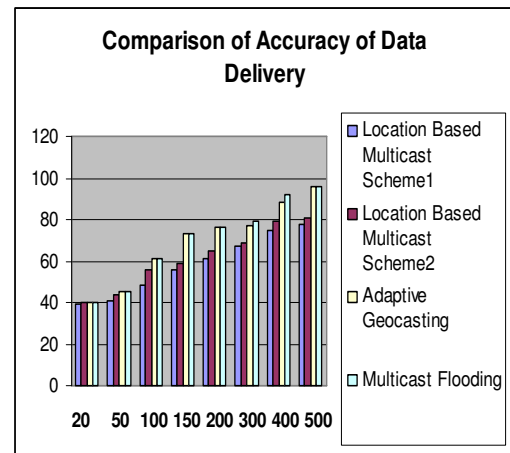 Comparison of Accuracy of Data
Delivery
120
100
80
60
40
20
0
20 50 100 150 200 300 400 500
Location Based
Multicast
Scheme1
Location Based
Multicast
Scheme2
Adaptive
Geocasting
Multicast Flooding